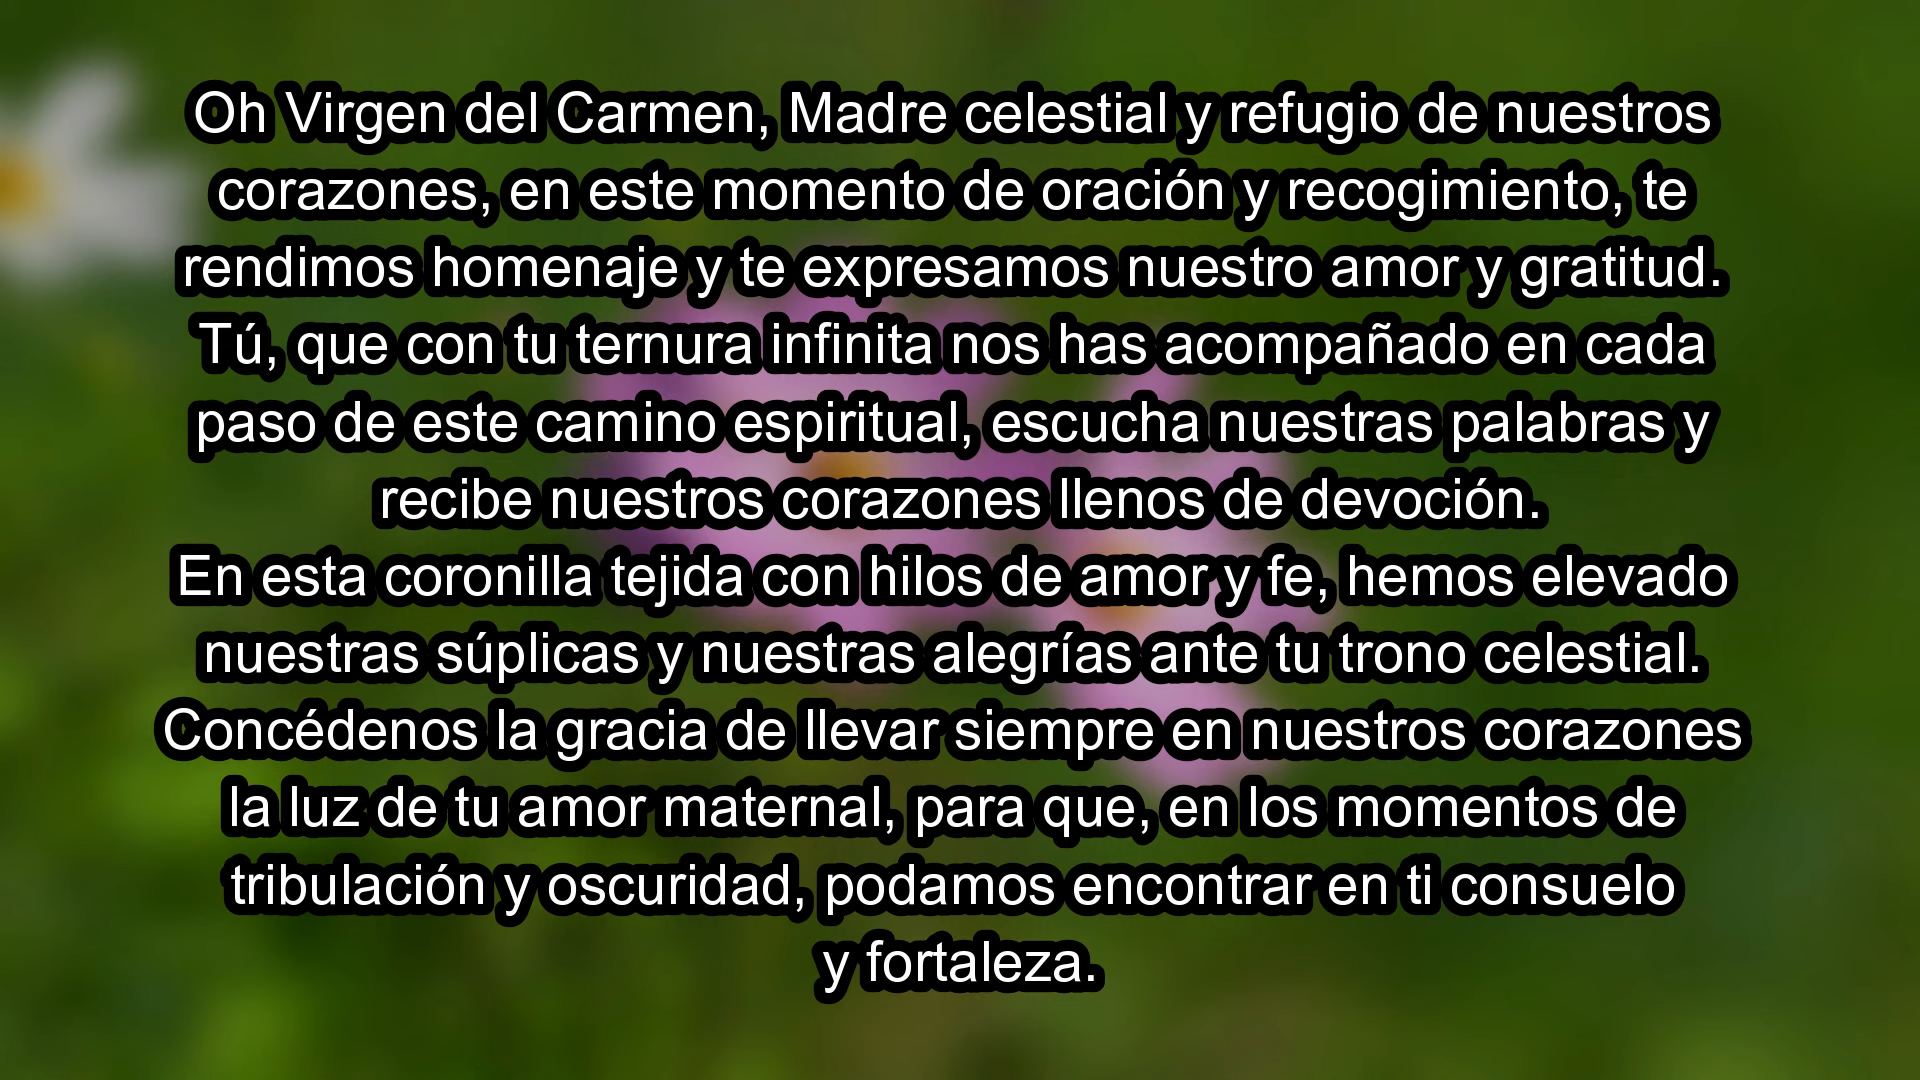 Oh Virgen del Carmen, Madre celestial y refugio de nuestros
corazones, en este momento de oración y recogimiento, te
rendimos homenaje y te expresamos nuestro amor y gratitud.
Tú, que con tu ternura infinita nos has acompañado en cada
paso de este camino espiritual, escucha nuestras palabras y
recibe nuestros corazones llenos de devoción.
En esta coronilla tejida con hilos de amor y fe, hemos elevado
nuestras súplicas y nuestras alegrías ante tu trono celestial.
Concédenos la gracia de llevar siempre en nuestros corazones
la luz de tu amor maternal, para que, en los momentos de
tribulación y oscuridad, podamos encontrar en ti consuelo
y fortaleza.